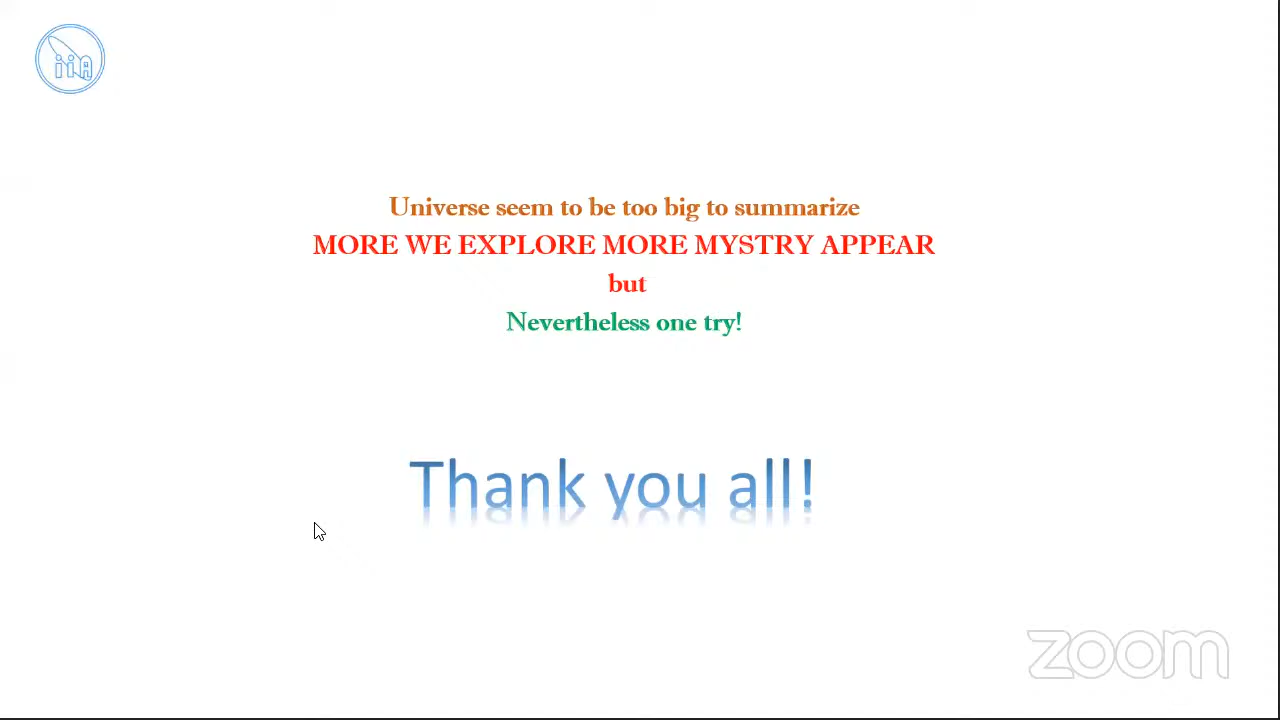 iiA
Universe seem to be too big to summarize
MORE WE EXPLORE MORE MYSTRY APPEAR
but
Nevertheless one try!
Thank you all!
zoom